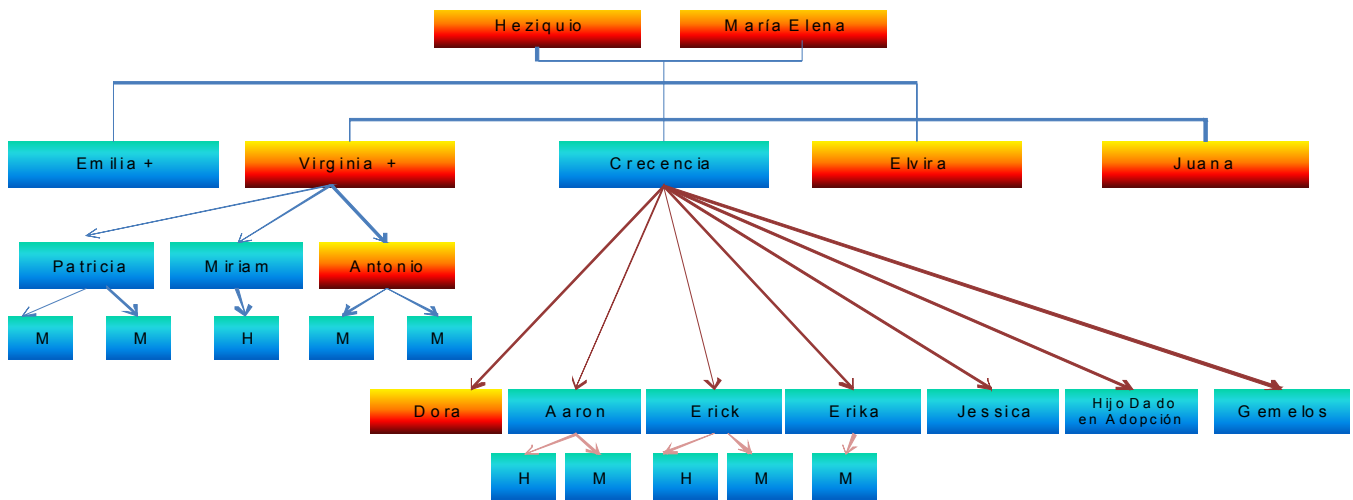 Heziquio
María Elena
Emilia +
Virginia +
Crecencia
Elvira
Juana
Patricia
Miriam
Antonio
M
M
H
M
M
Dora
Aaron
Erick
Erika
Jessica
Hijo Dado
en Adopción
Gemelos
H
M
H
M
M